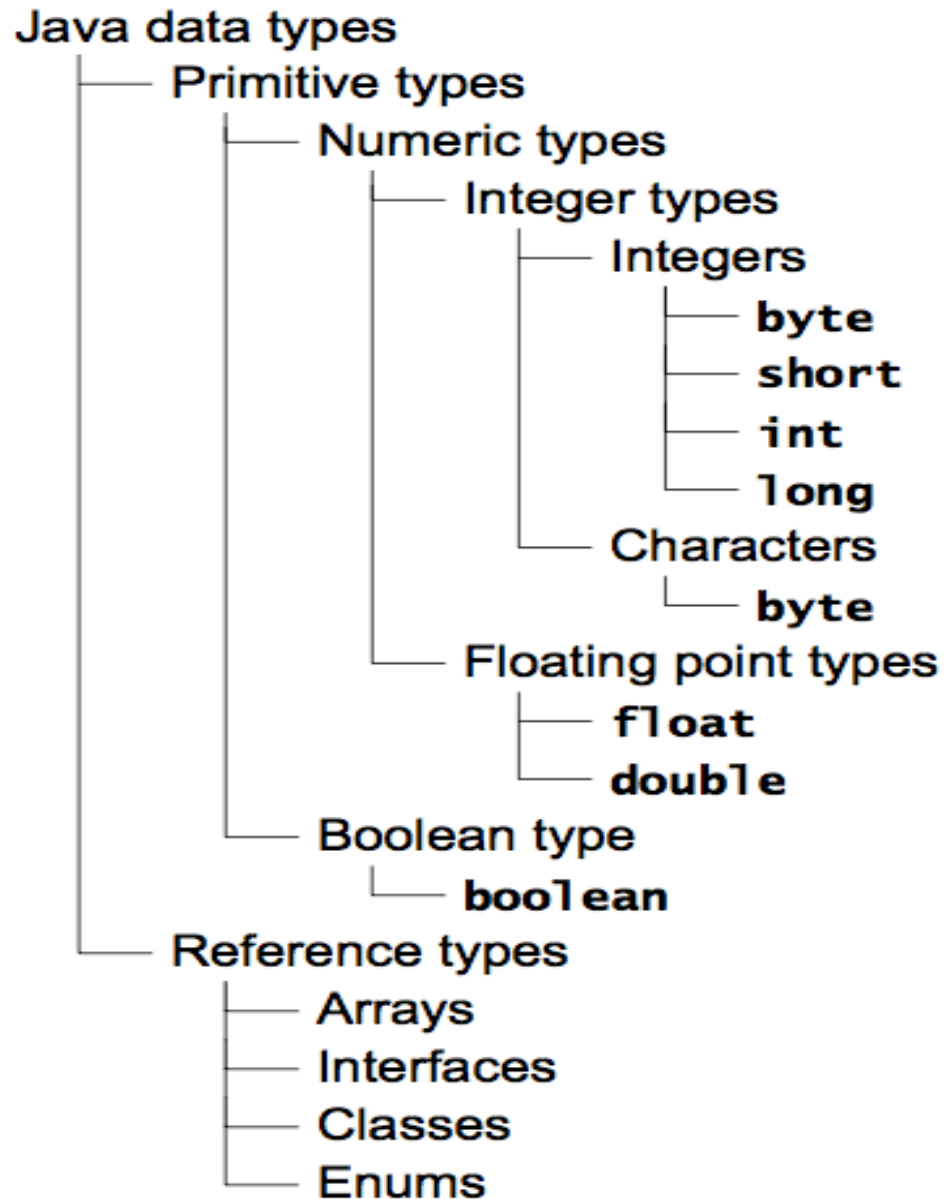 Java data types
Primitive types
Numeric types
Integer types
Integers
byte
short
int
long
Characters
byte
Floating point types
float
double
Boolean type
boolean
Reference types
Arrays
Interfaces
Classes
Enums